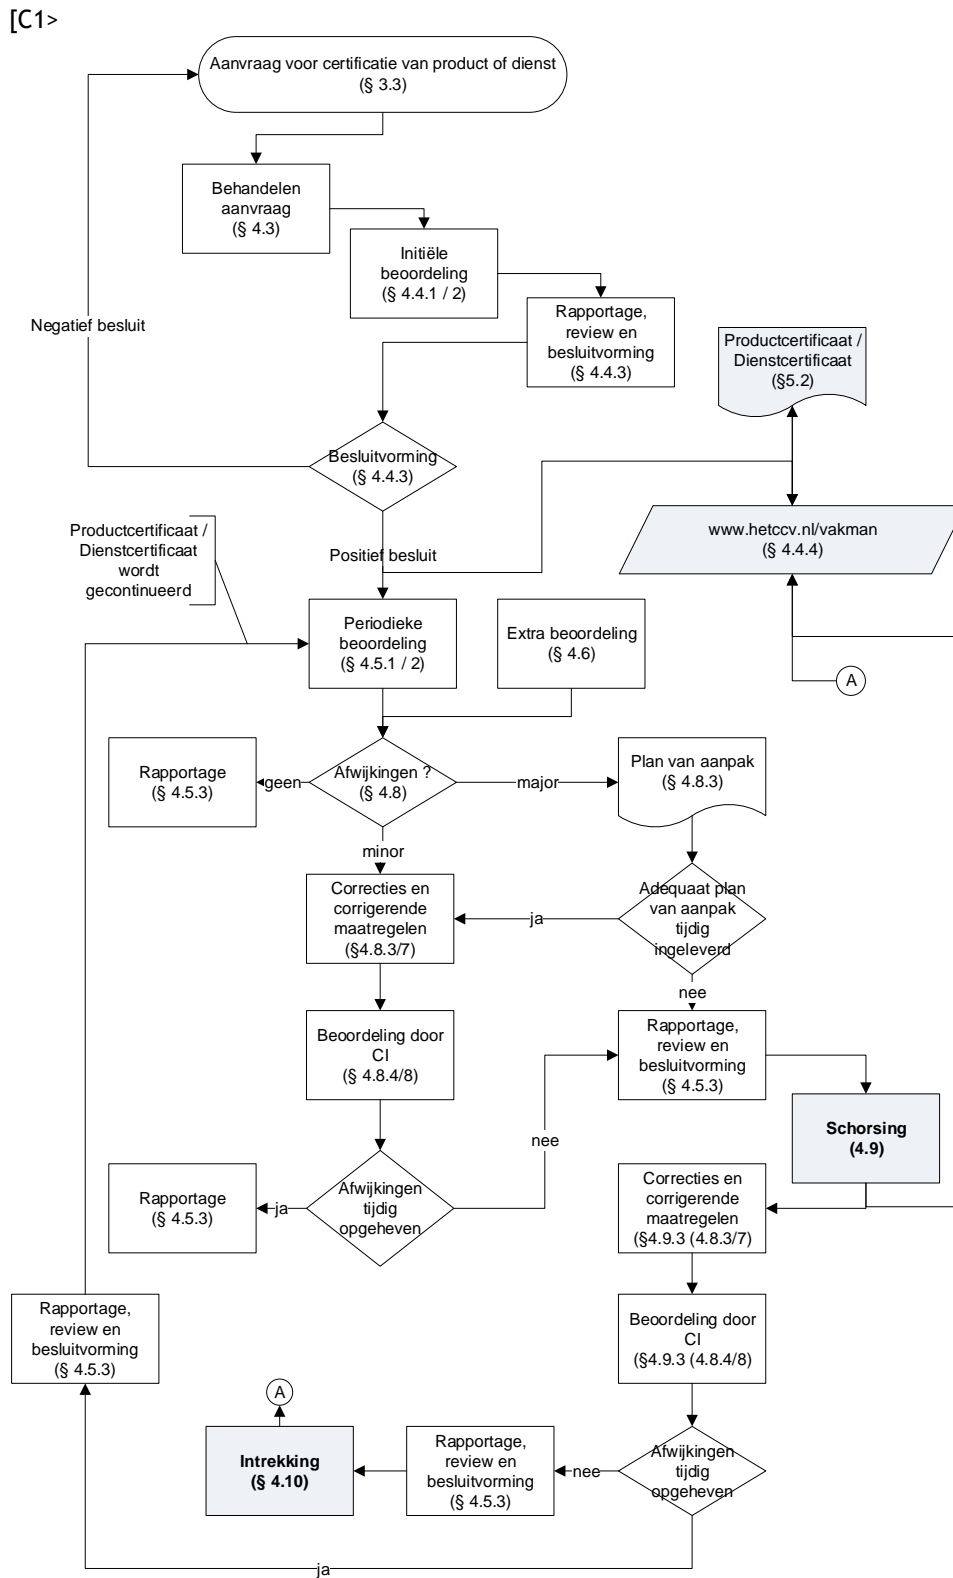 [C1>
Aanvraag voor certificatie van product of dienst
(§ 3.3)
Behandelen
aanvraag
(§ 4.3)
Initiële
beoordeling
(§ 4.4.1 / 2)
Negatief besluit
Rapportage,
review en
besluitvorming
(§ 4.4.3)
Productcertificaat /
Dienstcertificaat
(§5.2)
Besluitvorming
(§ 4.4.3)
www.hetccv.nl/vakman
(§ 4.4.4)
Productcertificaat /
Dienstcertificaat
wordt
gecontinueerd
Positief besluit
Periodieke
beoordeling
(§ 4.5.1 / 2)
Extra beoordeling
(§ 4.6)
A
Rapportage
(§ 4.5.3)
geen
Afwijkingen ?
(§ 4.8)
major
Plan van aanpak
(§ 4.8.3)
minor
Correcties en
corrigerende
maatregelen
(§4.8.3/7)
ja
Adequaat plan
van aanpak
tijdig
ingeleverd
nee
Beoordeling door
CI
(§ 4.8.4/8)
Rapportage,
review en
besluitvorming
(§ 4.5.3)
Schorsing
(4.9)
nee
Rapportage
(§ 4.5.3)
ja
Afwijkingen
tijdig
opgeheven
Correcties en
corrigerende
maatregelen
(§4.9.3 (4.8.3/7)
Rapportage,
review en
besluitvorming
(§ 4.5.3)
Beoordeling door
CI
(§4.9.3 (4.8.4/8)
A
Intrekking
(§ 4.10)
Rapportage,
review en
besluitvorming
(§ 4.5.3)
nee
Afwijkingen
tijdig
opgeheven
ja